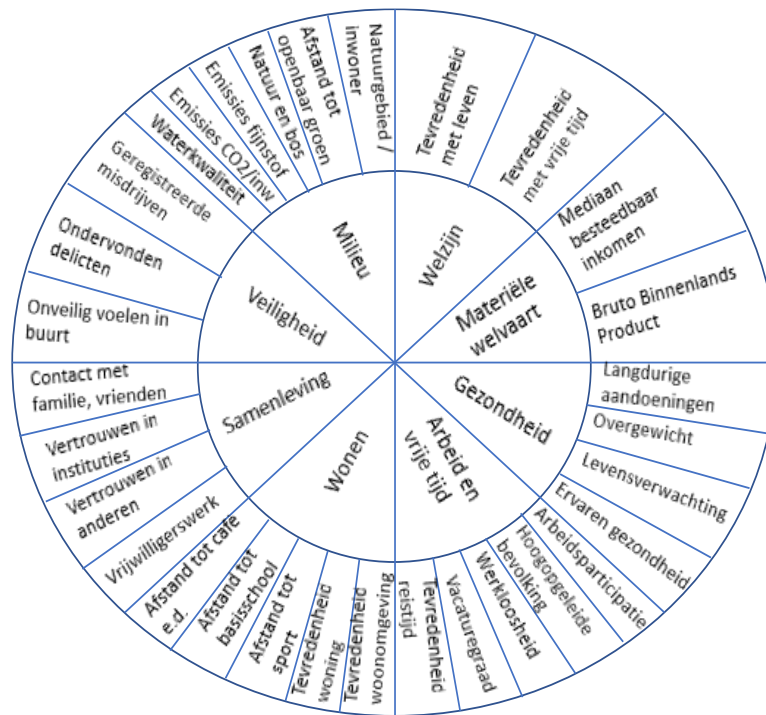 Tevredenheid
met leven
Tevredenheid
met vrije tijd
Mediaan
besteedbaar
inkomen
Bruto Binnenlands
Product
Langdurige
aandoeningen
Overgewicht
Levensverwachting
Ervaren gezondheid
Arbeidsparticipatie
Hoogopgeleide
bevolking
Werkloosheid
Vacaturegraad
Tevredenheid
reistijd
Tevredenheid
woonomgeving
Tevredenheid
woning
Afstand tot
sport
Afstand tot
basisschool
Afstand tot café
e.d.
Vrijwilligerswerk
Vertrouwen in
anderen
Vertrouwen in
instituties
Contact met
familie, vrienden
Onveilig voelen in
buurt
Ondervonden
delicten
Geregistreerde
misdrijven
Waterkwaliteit
Emissies CO2/inw
Emissies fijnstof
Natuur en bos
Afstand tot
openbaar groen
Natuurgebied /
inwoner
Welzijn
Materiële
welvaart
Gezondheid
Arbeid en
vrije tijd
Wonen
Samenleving
Veiligheid
Milieu